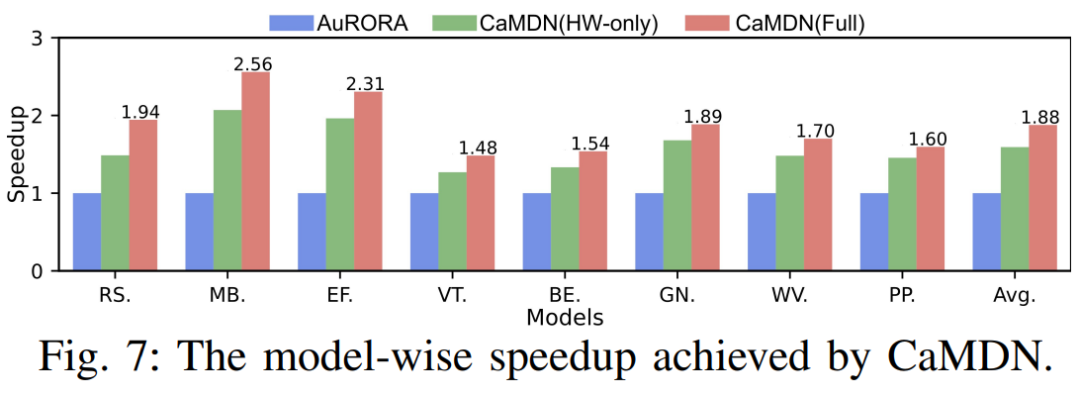 AuRORA CaMDN(HW-only) CaMDN(Full)
3
2
1
0
Speedup
1.94
2.56
2.31
1.48
1.54
1.89
1.70
1.60
1.88
RS. MB. EF. VT. BE. GN. WV. PP. Avg.
Models
Fig. 7: The model-wise speedup achieved by CaMDN.